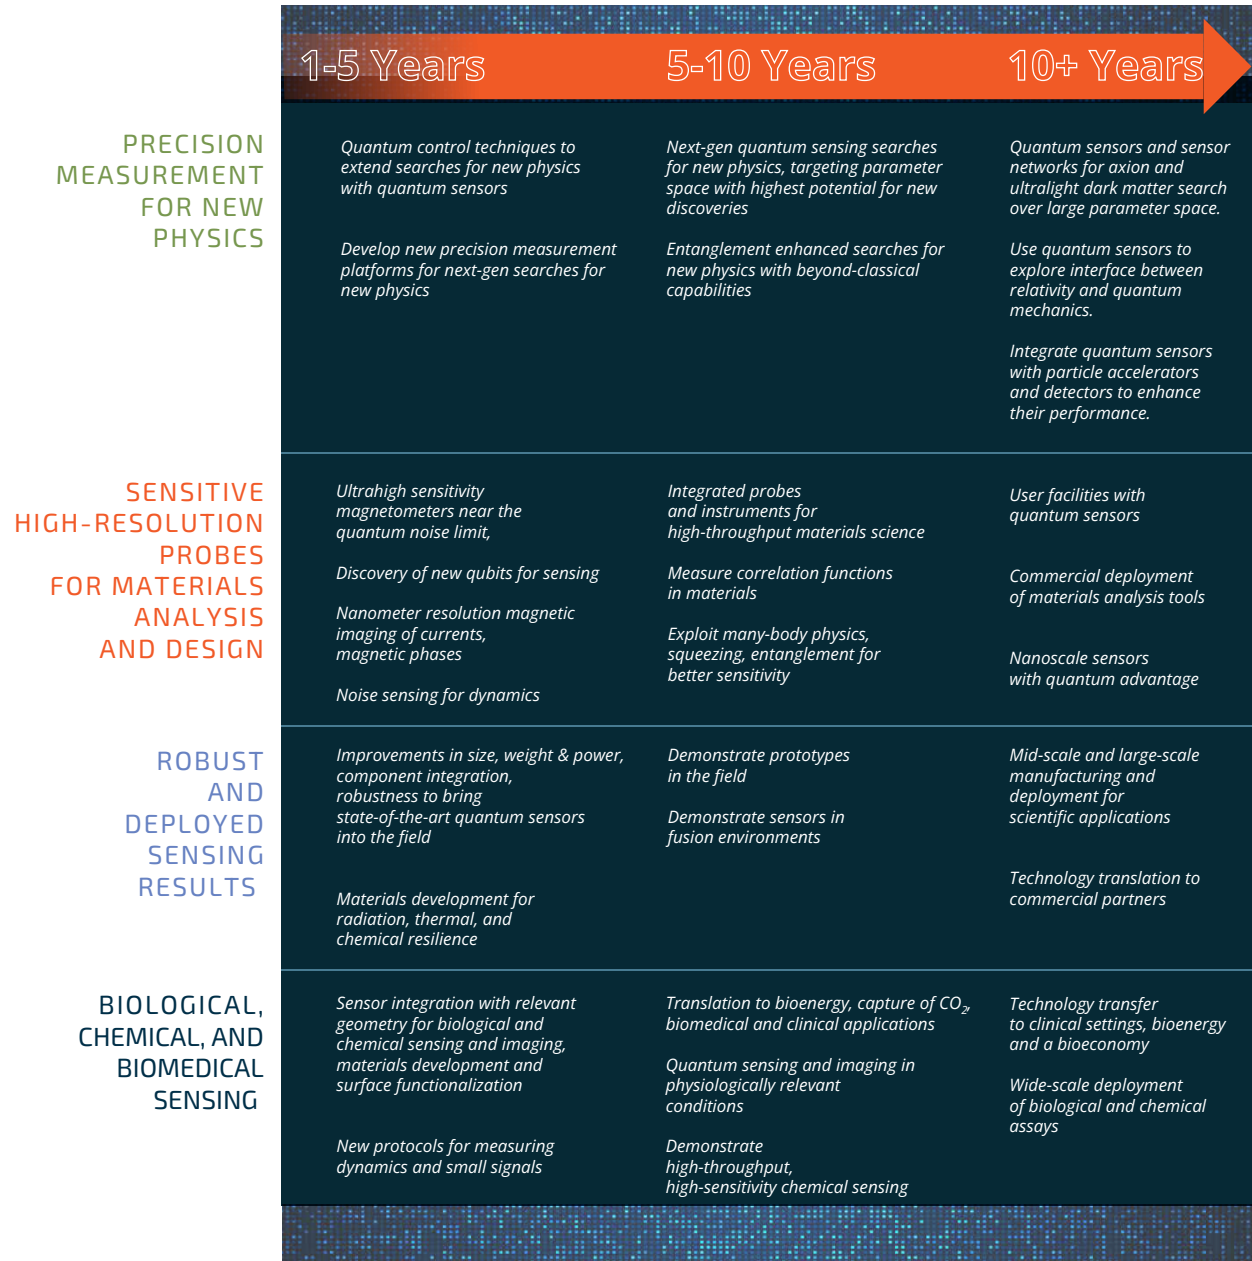 1-5 Years
5-10 Years
10+ Years
PRECISION
MEASUREMENT
FOR NEW
PHYSICS
Quantum control techniques to
extend searches for new physics
with quantum sensors
Develop new precision measurement
platforms for next-gen searches for
new physics
Next-gen quantum sensing searches
for new physics, targeting parameter
space with highest potential for new
discoveries
Entanglement enhanced searches for
new physics with beyond-classical
capabilities
Quantum sensors and sensor
networks for axion and
ultralight dark matter search
over large parameter space.
Use quantum sensors to
explore interface between
relativity and quantum
mechanics.
Integrate quantum sensors
with particle accelerators
and detectors to enhance
their performance.
SENSITIVE
HIGH-RESOLUTION
PROBES
FOR MATERIALS
ANALYSIS
AND DESIGN
Ultrahigh sensitivity
magnetometers near the
quantum noise limit,
Discovery of new qubits for sensing
Nanometer resolution magnetic
imaging of currents,
magnetic phases
Noise sensing for dynamics
Integrated probes
and instruments for
high-throughput materials science
Measure correlation functions
in materials
Exploit many-body physics,
squeezing, entanglement for
better sensitivity
User facilities with
quantum sensors
Commercial deployment
of materials analysis tools
Nanoscale sensors
with quantum advantage
ROBUST
AND
DEPLOYED
SENSING
RESULTS
Improvements in size, weight & power,
component integration,
robustness to bring
state-of-the-art quantum sensors
into the field
Materials development for
radiation, thermal, and
chemical resilience
Demonstrate prototypes
in the field
Demonstrate sensors in
fusion environments
Mid-scale and large-scale
manufacturing and
deployment for
scientific applications
Technology translation to
commercial partners
BIOLOGICAL,
CHEMICAL, AND
BIOMEDICAL
SENSING
Sensor integration with relevant
geometry for biological and
chemical sensing and imaging,
materials development and
surface functionalization
New protocols for measuring
dynamics and small signals
Translation to bioenergy, capture of CO₂,
biomedical and clinical applications
Quantum sensing and imaging in
physiologically relevant
conditions
Demonstrate
high-throughput,
high-sensitivity chemical sensing
Technology transfer
to clinical settings, bioenergy
and a bioeconomy
Wide-scale deployment
of biological and chemical
assays